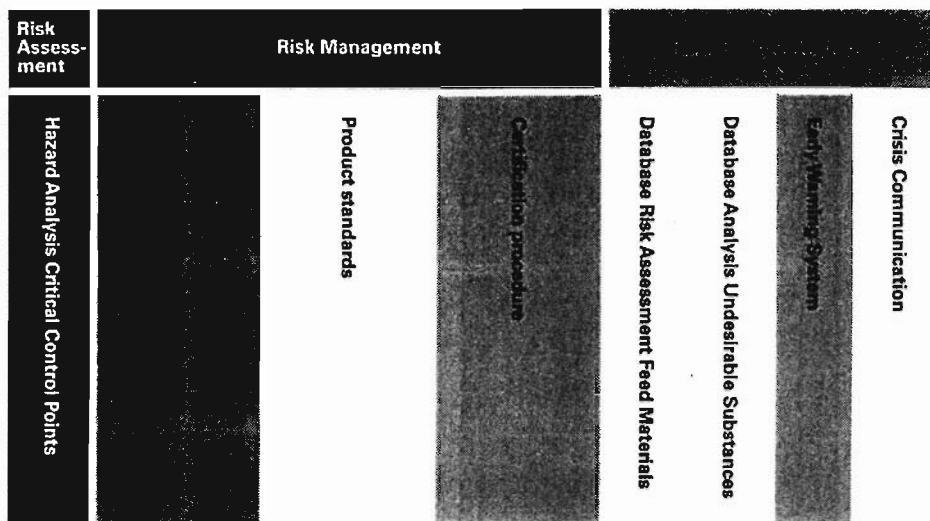 Risk
Assess-
ment
Risk Management
Hazard Analysis Critical Control Points
Product standards
Certification procedure
Database Risk Assessment Feed Materials
Database Analysis Undesirable Substances
Early Warning System
Crisis Communication